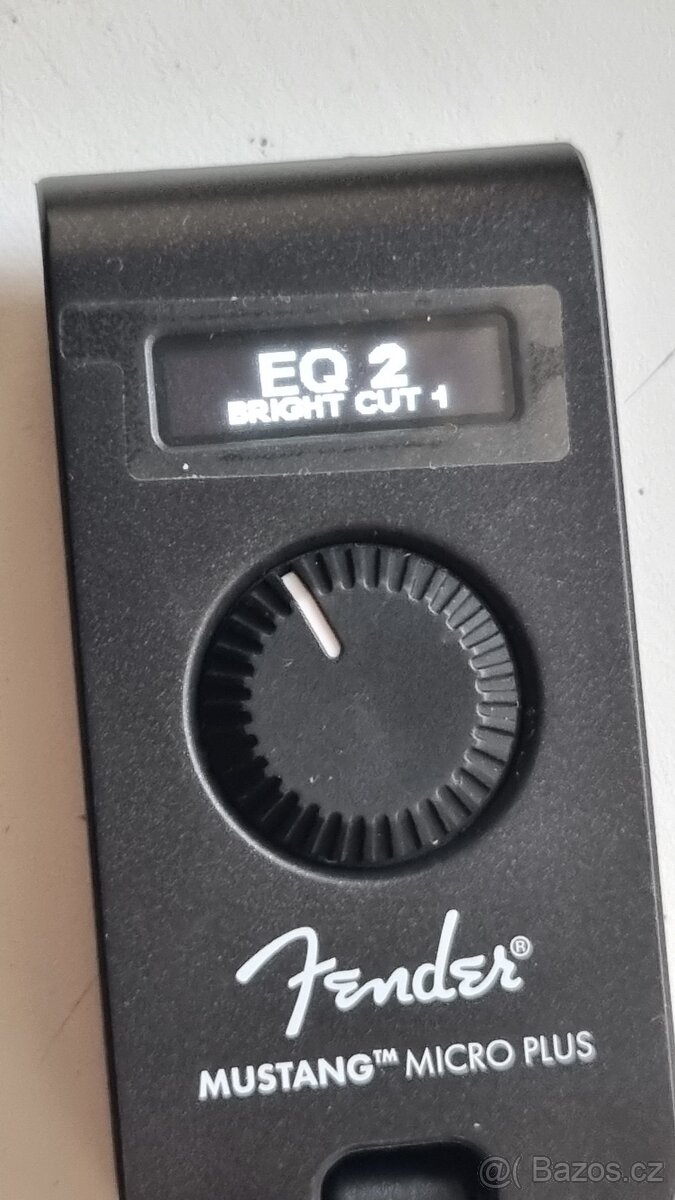 EQ 2
BRIGHT CUT 1
Fender®
MUSTANG™ MICRO PLUS
@( Bazos.cz